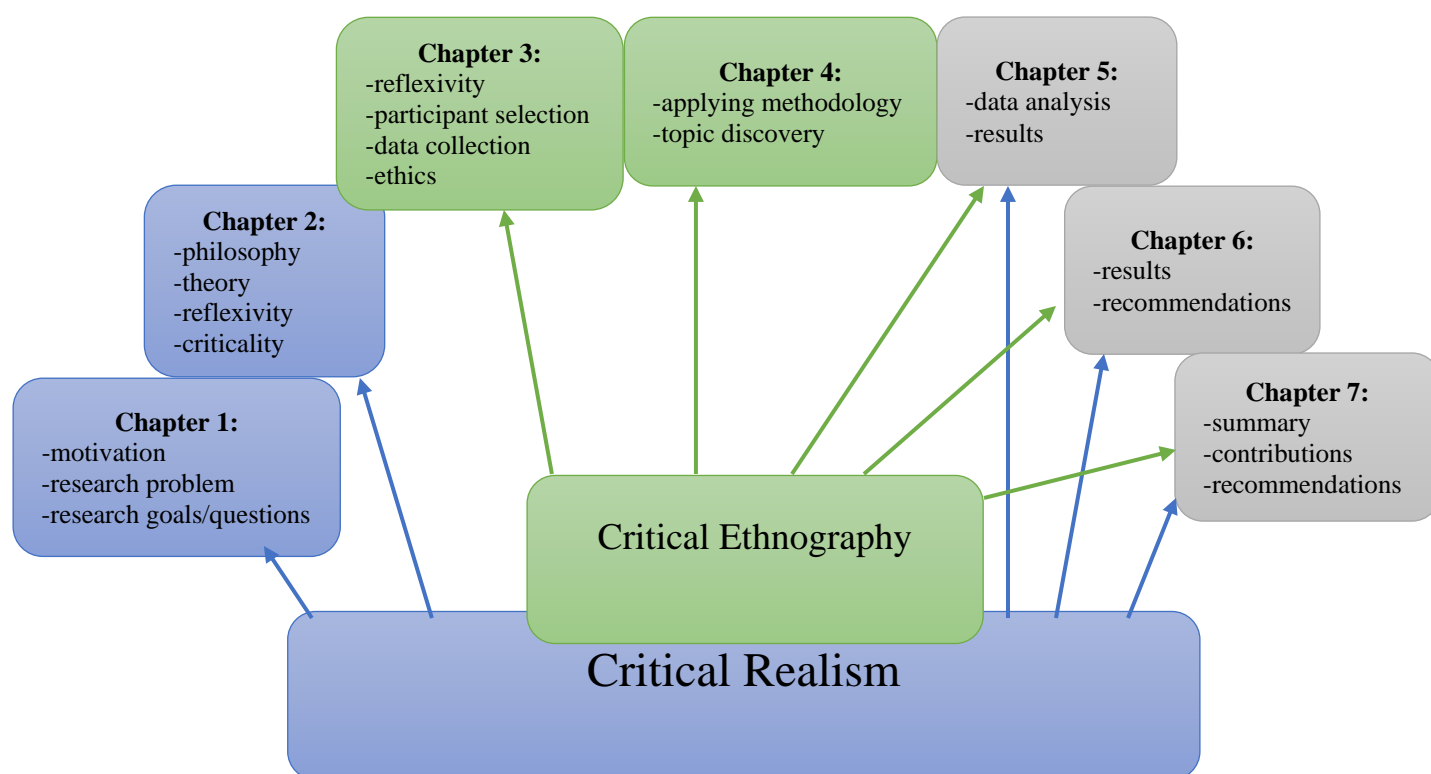 Chapter 1:
-motivation
-research problem
-research goals/questions
Chapter 2:
-philosophy
-theory
-reflexivity
-criticality
Chapter 3:
-reflexivity
-participant selection
-data collection
-ethics
Chapter 4:
-applying methodology
-topic discovery
Chapter 5:
-data analysis
-results
Chapter 6:
-results
-recommendations
Chapter 7:
-summary
-contributions
-recommendations
Critical Ethnography
Critical Realism